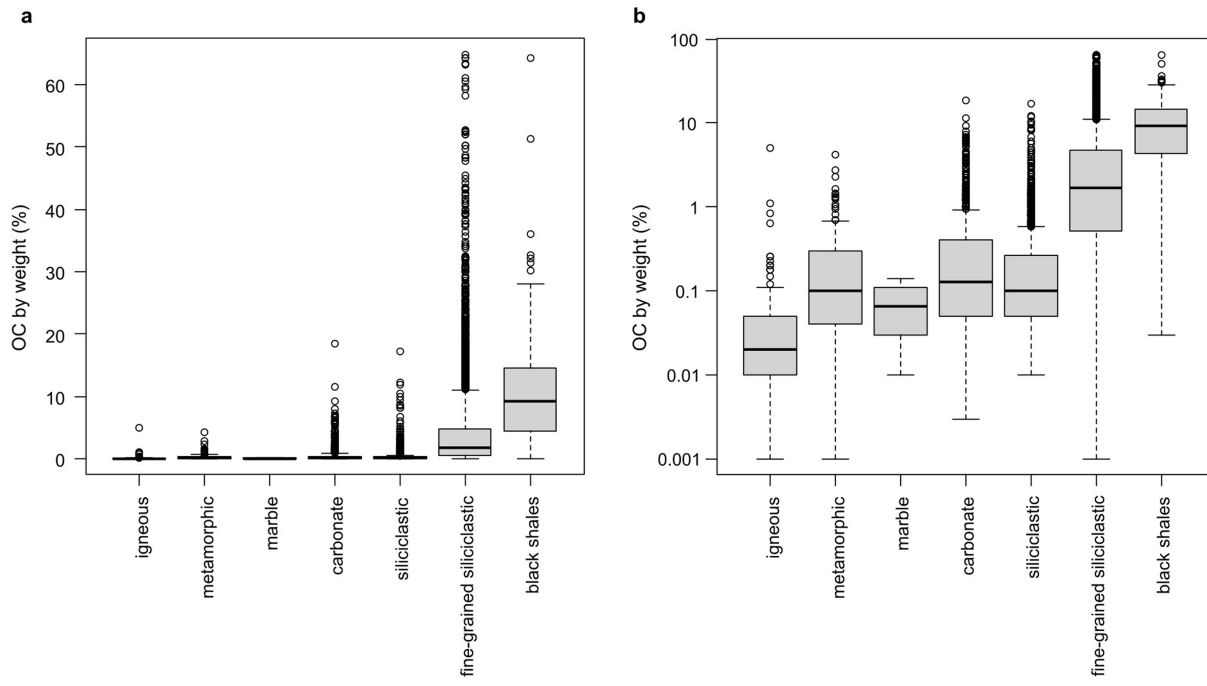 a
OC by weight (%)
60
50
40
30
20
10
0
igneous
metamorphic
marble
carbonate
siliciclastic
fine-grained siliciclastic
black shales
b
OC by weight (%)
100
10
1
0.1
0.01
0.001
igneous
metamorphic
marble
carbonate
siliciclastic
fine-grained siliciclastic
black shales